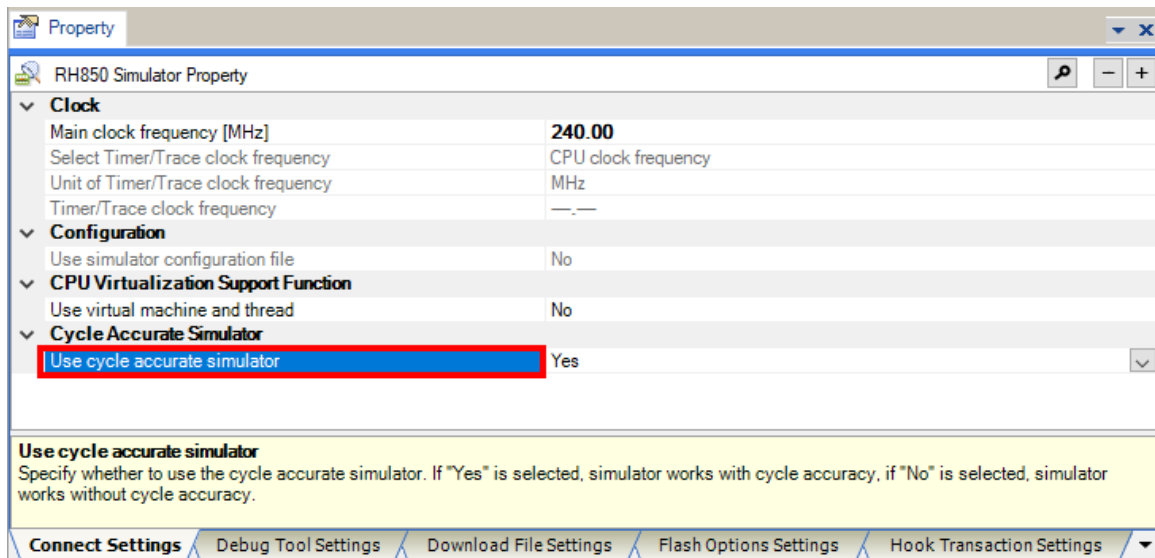 Property
RH850 Simulator Property
Clock
Main clock frequency [MHz] 240.00
Select Timer/Trace clock frequency CPU clock frequency
Unit of Timer/Trace clock frequency MHz
Timer/Trace clock frequency —.—
Configuration
Use simulator configuration file No
CPU Virtualization Support Function
Use virtual machine and thread No
Cycle Accurate Simulator
Use cycle accurate simulator Yes
Use cycle accurate simulator
Specify whether to use the cycle accurate simulator. If "Yes" is selected, simulator works with cycle accuracy, if "No" is selected, simulator
works without cycle accuracy.
Connect Settings Debug Tool Settings Download File Settings Flash Options Settings Hook Transaction Settings